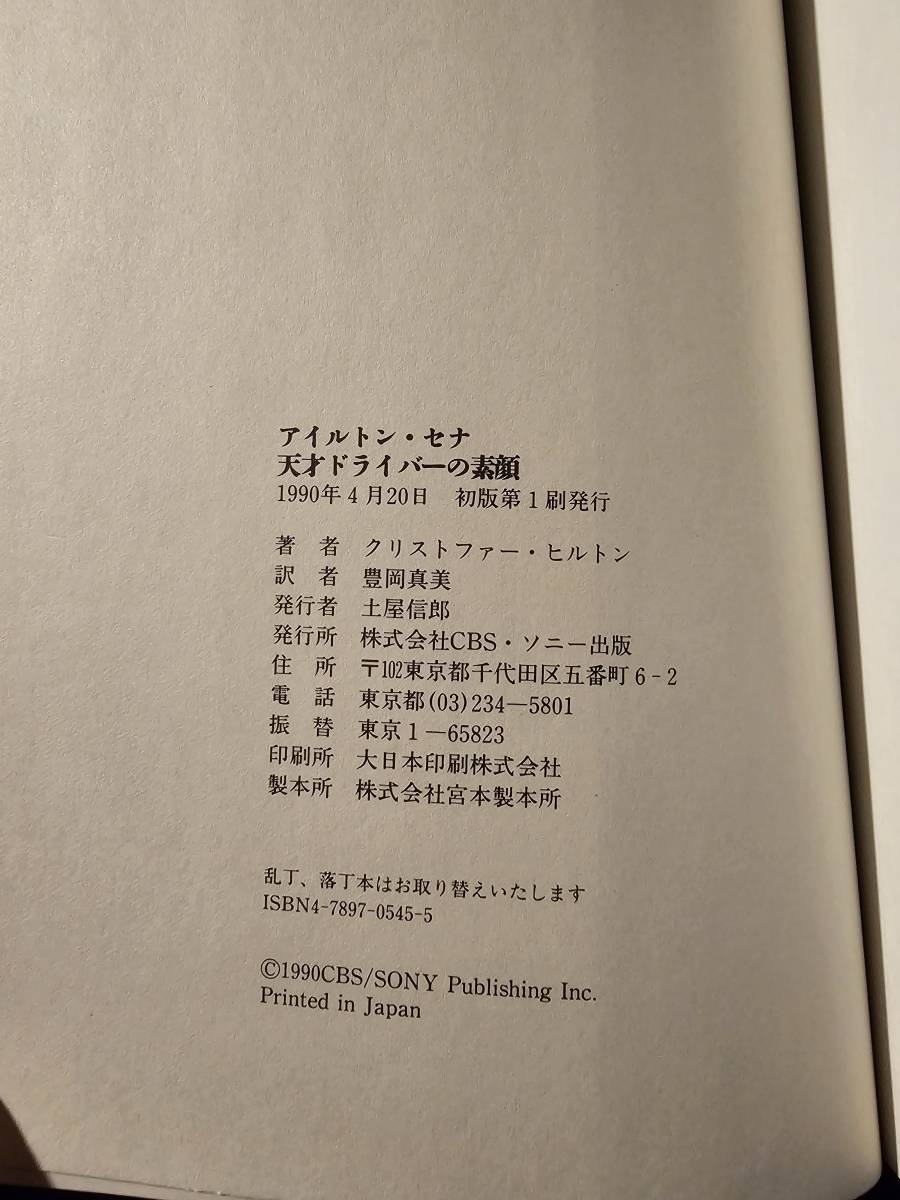 アイルトン・セナ
天才ドライバーの素顔
1990年4月20日　初版第1刷発行
著　者　クリストファー・ヒルトン
訳　者　豊岡真美
発行者　土屋信郎
発行所　株式会社CBS・ソニー出版
住　所　〒102東京都千代田区五番町6-2
電　話　東京都(03)234―5801
振　替　東京1―65823
印刷所　大日本印刷株式会社
製本所　株式会社宮本製本所
乱丁、落丁本はお取り替えいたします
ISBN4-7897-0545-5
©1990CBS/SONY Publishing Inc.
Printed in Japan